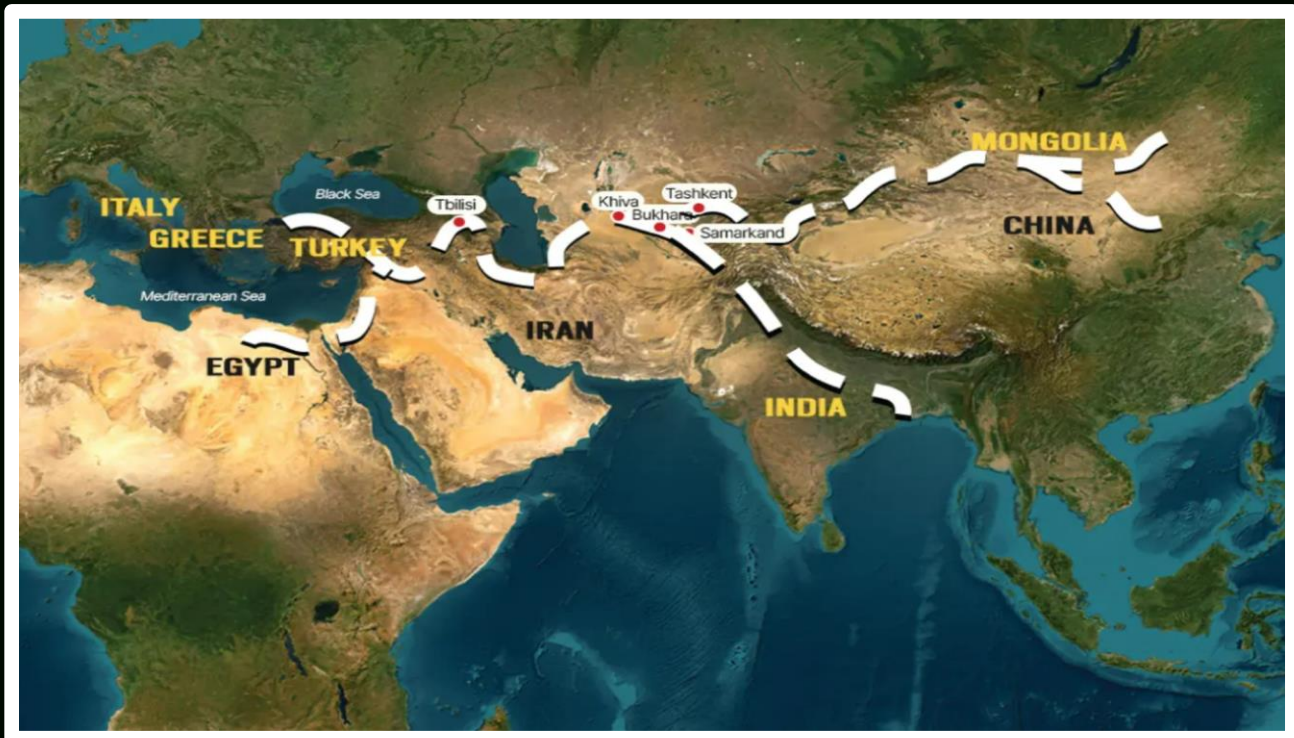 MONGOLIA
Black Sea
Tashkent
Khiva
Tbilisi
ITALY
Bukhara
CHINA
Samarkand
GREECE
TURKEY
Mediterranean Sea
IRAN
EGYPT
INDIA